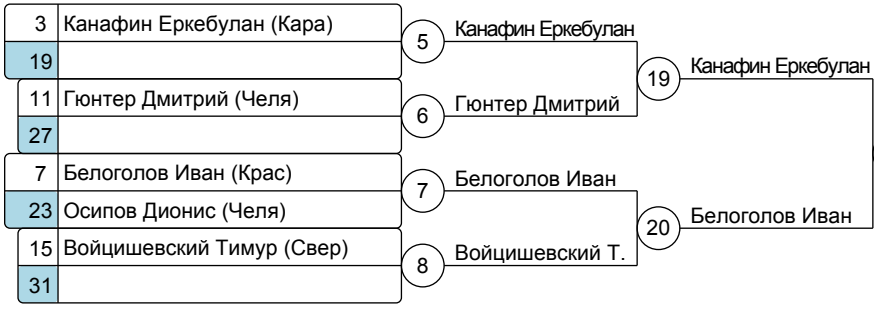 3 Канафин Еркебулан (Кара)
19
11 Гюнтер Дмитрий (Челя)
27
7 Белоголов Иван (Крас)
23 Осипов Дионис (Челя)
15 Войцишевский Тимур (Свер)
31
5 Канафин Еркебулан
6 Гюнтер Дмитрий
7 Белоголов Иван
8 Войцишевский Т.
19 Канафин Еркебулан
20 Белоголов Иван